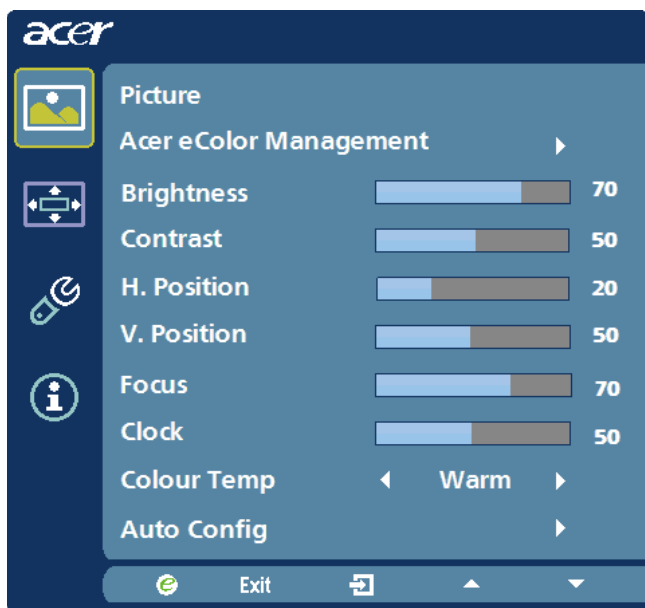 acer
Picture
Acer eColor Management
Brightness 70
Contrast 50
H. Position 20
V. Position 50
Focus 70
Clock 50
Colour Temp Warm
Auto Config
e Exit